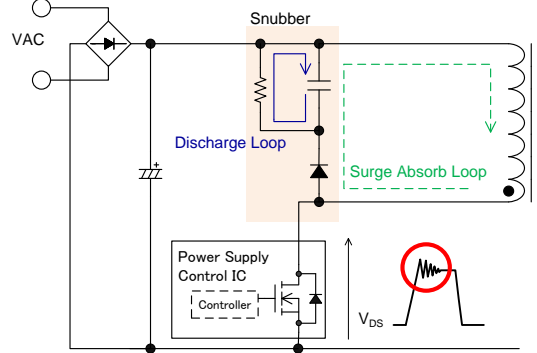 Snubber
VAC
Discharge Loop
Surge Absorb Loop
Power Supply
Control IC
Controller
VDS
+